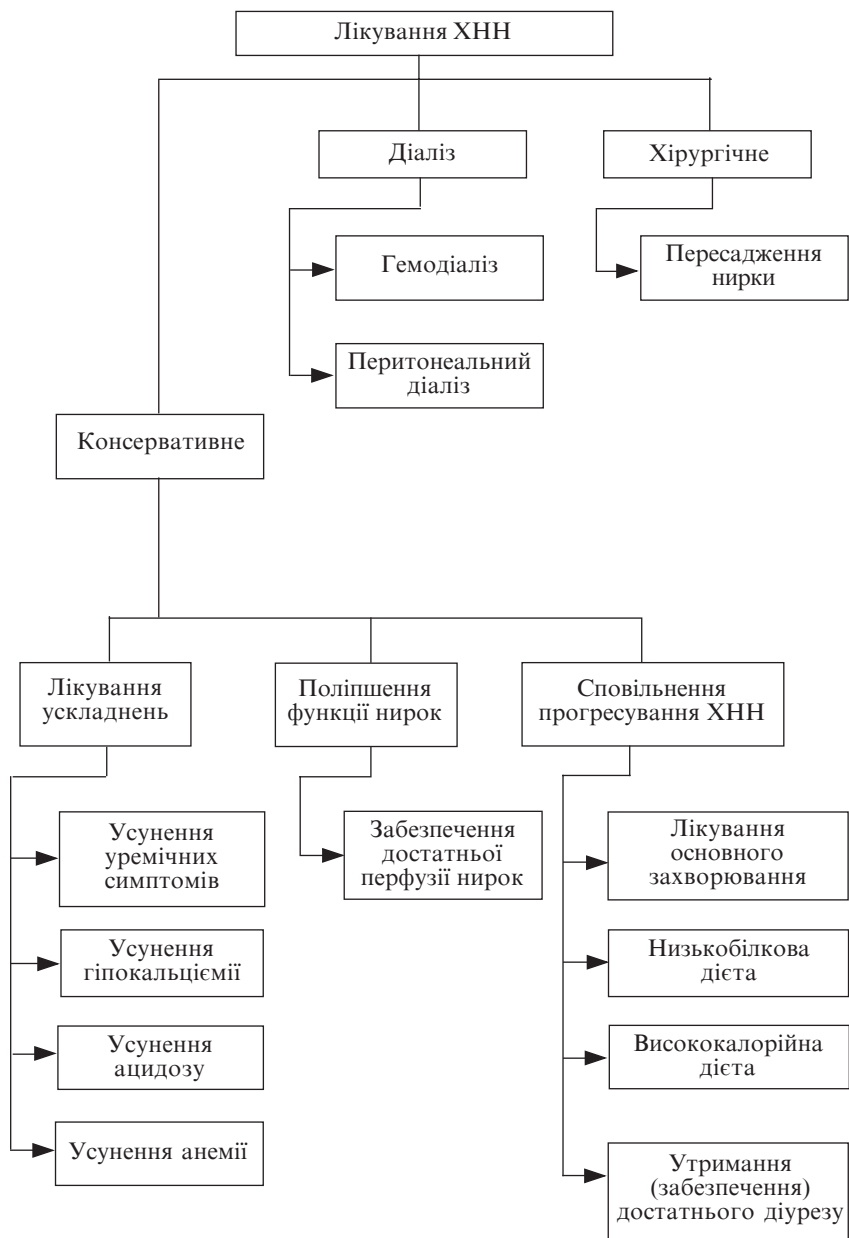 Лікування ХНН
Діаліз
Хірургічне
Гемодіаліз
Пересадження
нирки
Перитонеальний
діаліз
Консервативне
Лікування
ускладнень
Поліпшення
функції нирок
Сповільнення
прогресування ХНН
Усунення
уремічних
симптомів
Усунення
гіпокальціємії
Усунення
ацидозу
Усунення анемії
Забезпечення
достатньої
перфузії нирок
Лікування
основного
захворювання
Низькобілкова
дієта
Висококалорійна
дієта
Утримання
(забезпечення)
достатнього діурезу